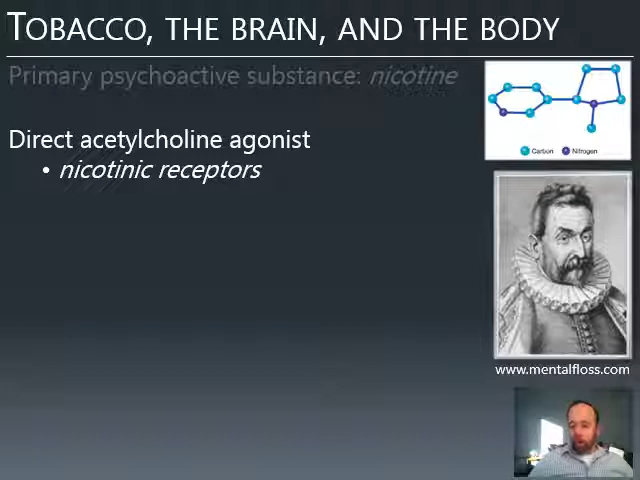 TOBACCO, THE BRAIN, AND THE BODY
Primary psychoactive substance: nicotine
Direct acetylcholine agonist
• nicotinic receptors
Carbon Nitrogen
www.mentalfloss.com